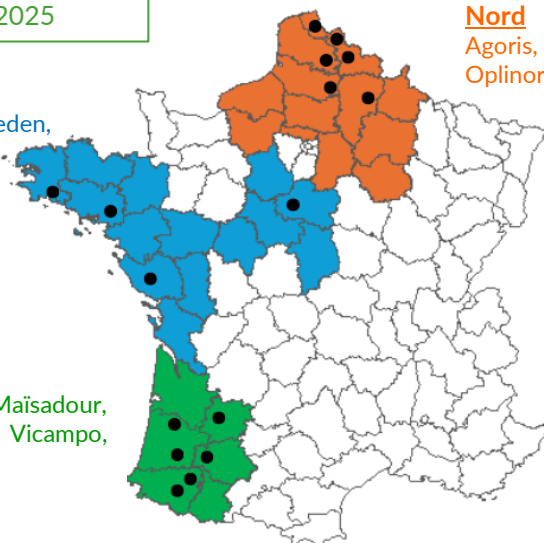 2025
Nord
Agoris,
Oplinor
eden,
Maïsadour,
Vicampo,